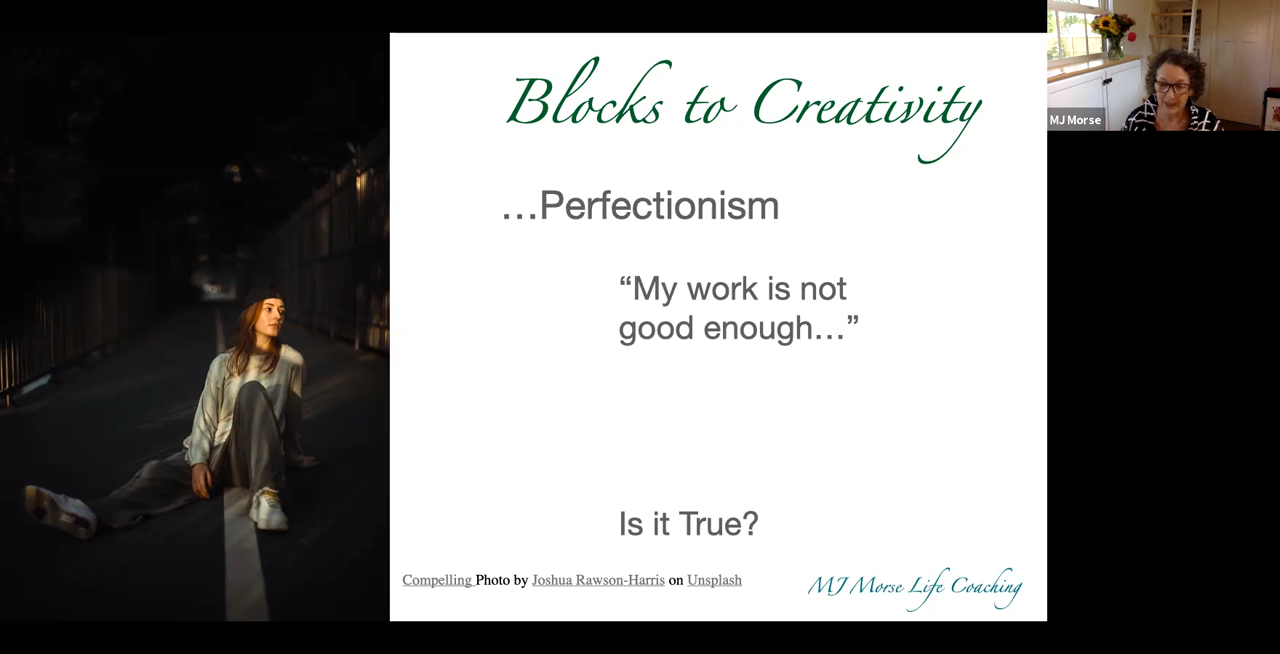 Blocks to Creativity
MJ Morse
…Perfectionism
“My work is not
good enough…”
Is it True?
Compelling Photo by Joshua Rawson-Harris on Unsplash
MJ Morse Life Coaching